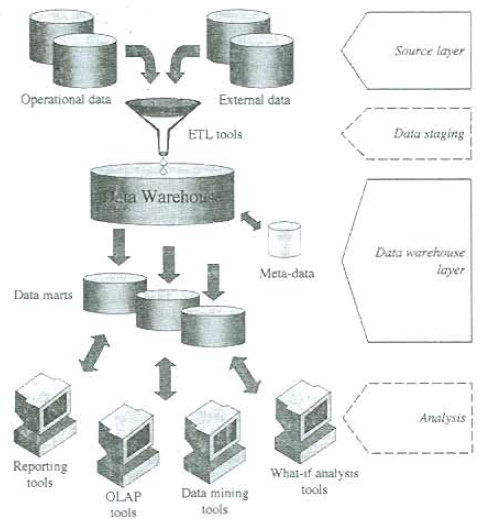 Source layer
Operational data
External data
ETL tools
Data staging
Data Warehouse
Meta-data
Data warehouse
layer
Data marts
Analysis
Reporting
tools
OLAP
tools
Data mining
tools
What-if analysis
tools